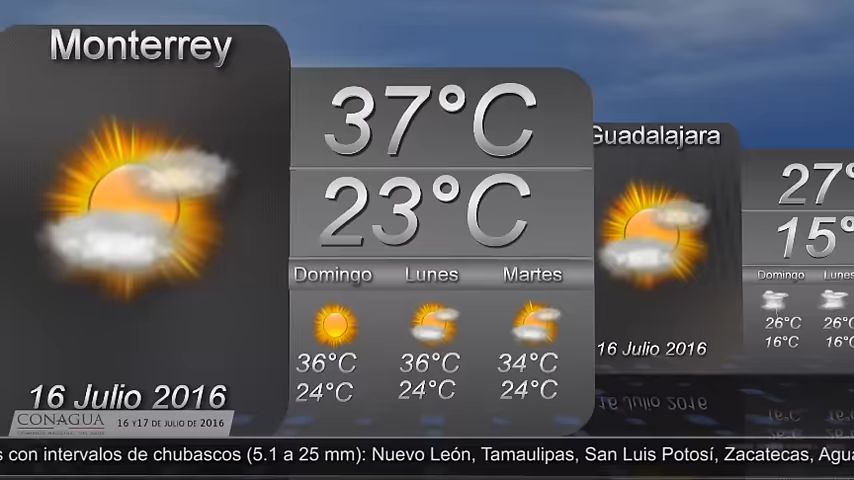 Monterrey
37°C
23°C
Domingo Lunes Martes
36°C 36°C 34°C
24°C 24°C 24°C
16 Julio 2016
CONAGUA
16 Y 17 DE JULIO DE 2016
Guadalajara
27°
15°
Domingo Lunes
26°C 26°C
16°C 16°C
16 Julio 2016
s con intervalos de chubascos (5.1 a 25 mm): Nuevo León, Tamaulipas, San Luis Potosí, Zacatecas, Agua